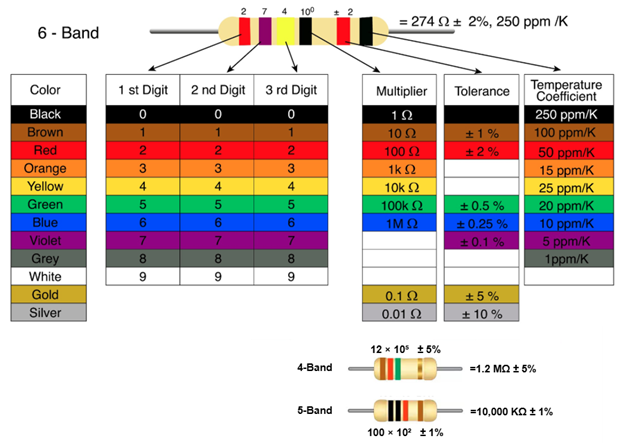 2 7 4 10⁰ ± 2
6 - Band
= 274 Ω ± 2%, 250 ppm /K
Color 1 st Digit 2 nd Digit 3 rd Digit Multiplier Tolerance Temperature Coefficient
Black 0 0 0 1 Ω 250 ppm/K
Brown 1 1 1 10 Ω ± 1 % 100 ppm/K
Red 2 2 2 100 Ω ± 2 % 50 ppm/K
Orange 3 3 3 1k Ω 15 ppm/K
Yellow 4 4 4 10k Ω 25 ppm/K
Green 5 5 5 100k Ω ± 0.5 % 20 ppm/K
Blue 6 6 6 1M Ω ± 0.25 % 10 ppm/K
Violet 7 7 7 ± 0.1 % 5 ppm/K
Grey 8 8 8 1ppm/K
White 9 9 9
Gold 0.1 Ω ± 5 %
Silver 0.01 Ω ± 10 %
12 × 10⁵ ± 5%
4-Band =1.2 MΩ ± 5%
5-Band =10,000 KΩ ± 1%
100 × 10² ± 1%